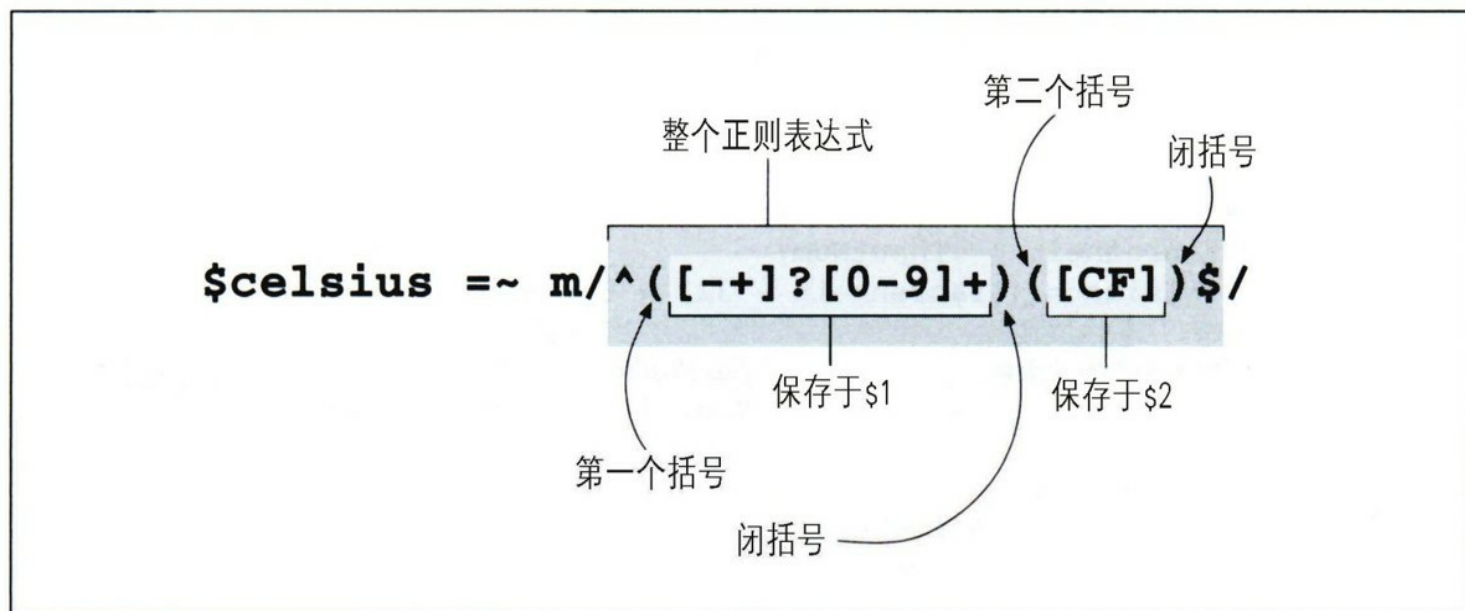 第二个括号
整个正则表达式
闭括号
$celsius =~ m/^([-+]?[0-9]+)([CF])$/
保存于$1
保存于$2
第一个括号
闭括号